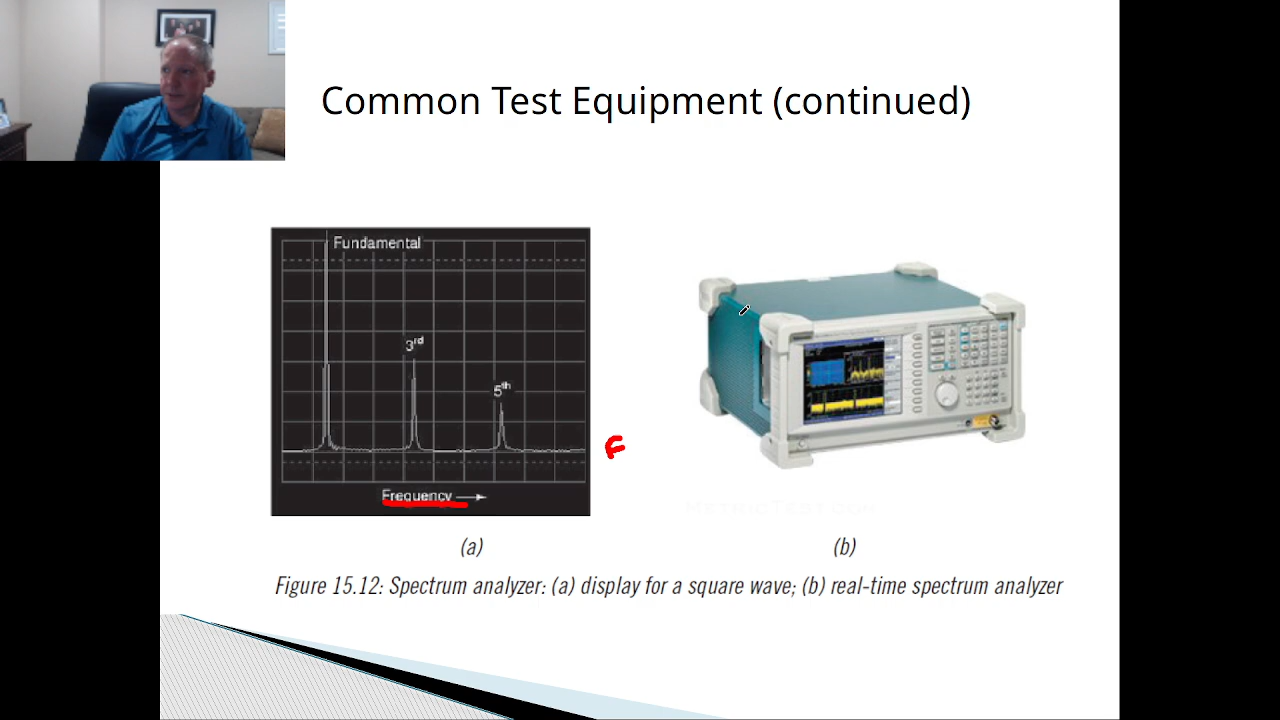 Common Test Equipment (continued)
Fundamental
3rd
5th
F
Frequency
(a)
(b)
Figure 15.12: Spectrum analyzer: (a) display for a square wave; (b) real-time spectrum analyzer